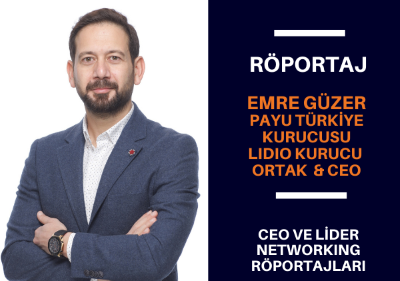 RÖPORTAJ
EMRE GÜZER
PAYU TÜRKİYE
KURUCUSU
LIDIO KURUCU
ORTAK & CEO
CEO VE LİDER
NETWORKING
RÖPORTAJLARI